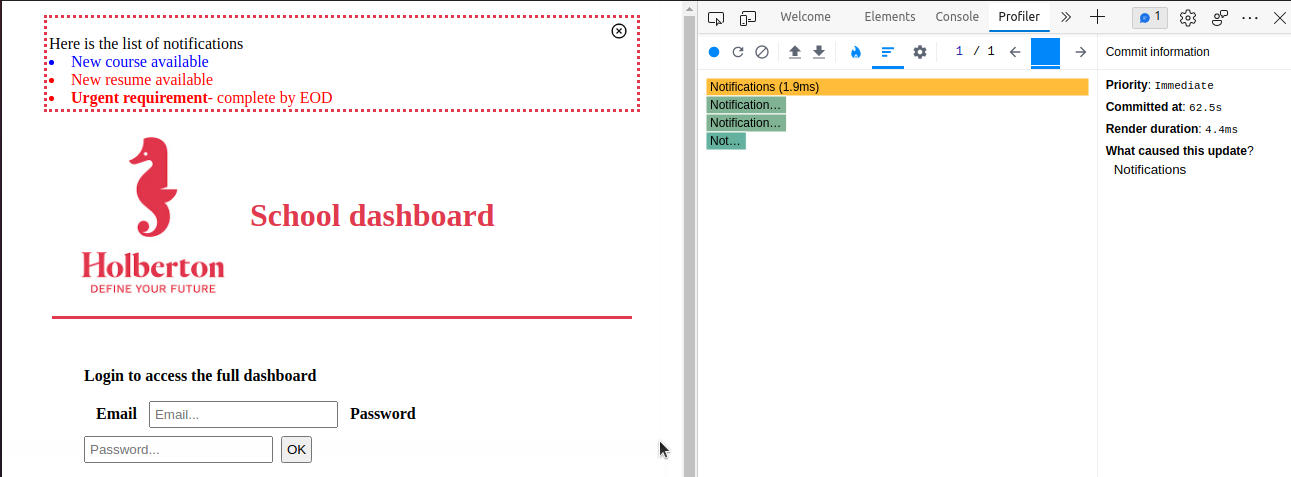 Here is the list of notifications
New course available
New resume available
Urgent requirement- complete by EOD
Holberton
DEFINE YOUR FUTURE
School dashboard
Login to access the full dashboard
Email Email... Password
Password... OK
Welcome Elements Console Profiler 1
1 / 1
Notifications (1.9ms)
Notification…
Notification…
Not…
Commit information
Priority: Immediate
Committed at: 62.5s
Render duration: 4.4ms
What caused this update?
Notifications